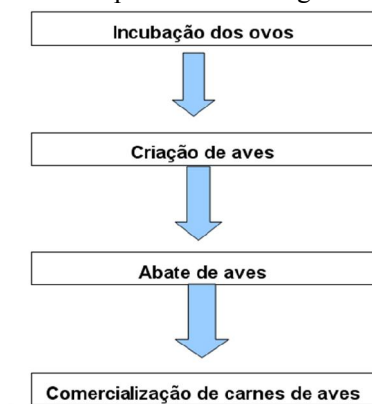 Incubação dos ovos
Criação de aves
Abate de aves
Comercialização de carnes de aves